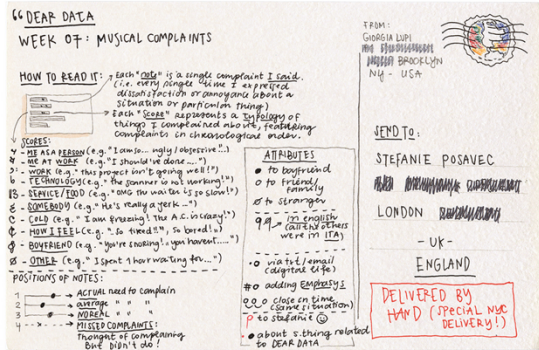 “DEAR DATA
WEEK 07: MUSICAL COMPLAINTS
HOW TO READ IT:
Each "note" is a single complaint I said.
(i.e. every single time I expressed
dissatisfaction or annoyance about a
situation or particular thing)
Each "score" represents a typology of
things I complained about, featuring
complaints in chronological order.
SCORES:
ME AS A PERSON (e.g. "I am so... ugly/obsessive"..)
ME AT WORK (e.g. "I should've done....")
WORK (e.g. "this project isn't going well!")
TECHNOLOGY (e.g. "the scanner is not working!")
SERVICE/FOOD (e.g. "OMG the waiter is so slow!")
SOMEBODY (e.g. "He's really a jerk...")
COLD (e.g. "I am freezing! The A.C. is crazy!")
HOW I FEEL (e.g. "..so tired!", so bored!..)
BOYFRIEND (e.g. "You're snoring! you haven't....")
OTHER (e.g. "I spent 1 hour waiting for...")
POSITIONS OF NOTES:
1 ACTUAL need to complain
2 average " "
3 NOREAL " "
4 MISSED COMPLAINTS:
Thought of complaining
But Didn't do!
ATTRIBUTES
to boyfriend
to friend/
family
to stranger
in english
(all the others
were in ITA)
via txt/email
(digital life)
adding EMPHASYS
close on time
(same situation)
to stefanie
about s.thing related
to DEAR DATA
FROM:
GIORGIA LUPI
BROOKLYN
NY - USA
SEND TO:
STEFANIE POSAVEC
LONDON
- UK -
ENGLAND
DELIVERED BY
HAND (SPECIAL NYC
DELIVERY!)